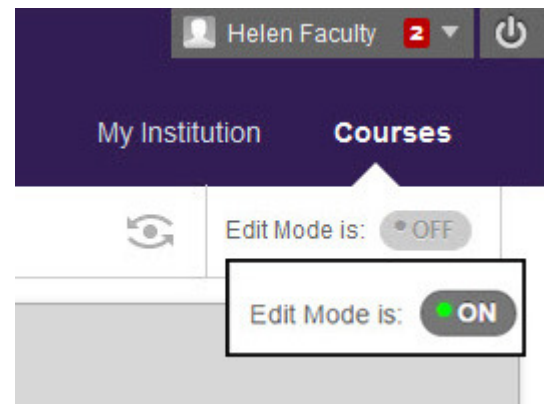 Helen Faculty 2
My Institution Courses
Edit Mode is: OFF
Edit Mode is: ON